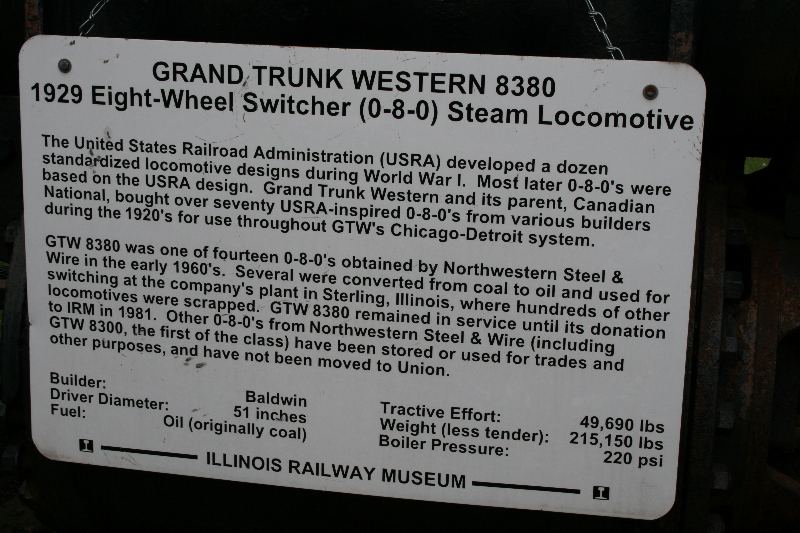 GRAND TRUNK WESTERN 8380
1929 Eight-Wheel Switcher (0-8-0) Steam Locomotive
The United States Railroad Administration (USRA) developed a dozen
standardized locomotive designs during World War I. Most later 0-8-0's were
based on the USRA design. Grand Trunk Western and its parent, Canadian
National, bought over seventy USRA-inspired 0-8-0's from various builders
during the 1920's for use throughout GTW's Chicago-Detroit system.
GTW 8380 was one of fourteen 0-8-0's obtained by Northwestern Steel &
Wire in the early 1960's. Several were converted from coal to oil and used for
switching at the company's plant in Sterling, Illinois, where hundreds of other
locomotives were scrapped. GTW 8380 remained in service until its donation
to IRM in 1981. Other 0-8-0's from Northwestern Steel & Wire (including
GTW 8300, the first of the class) have been stored or used for trades and
other purposes, and have not been moved to Union.
Builder: Baldwin
Driver Diameter: 51 inches
Fuel: Oil (originally coal)
Tractive Effort: 49,690 lbs
Weight (less tender): 215,150 lbs
Boiler Pressure: 220 psi
ILLINOIS RAILWAY MUSEUM